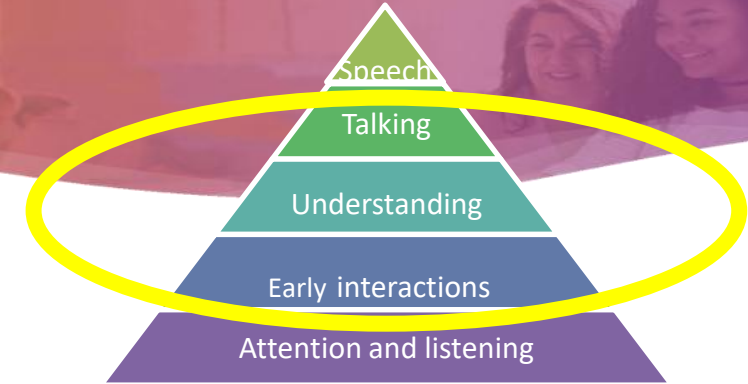 Speech
Talking
Understanding
Early interactions
Attention and listening